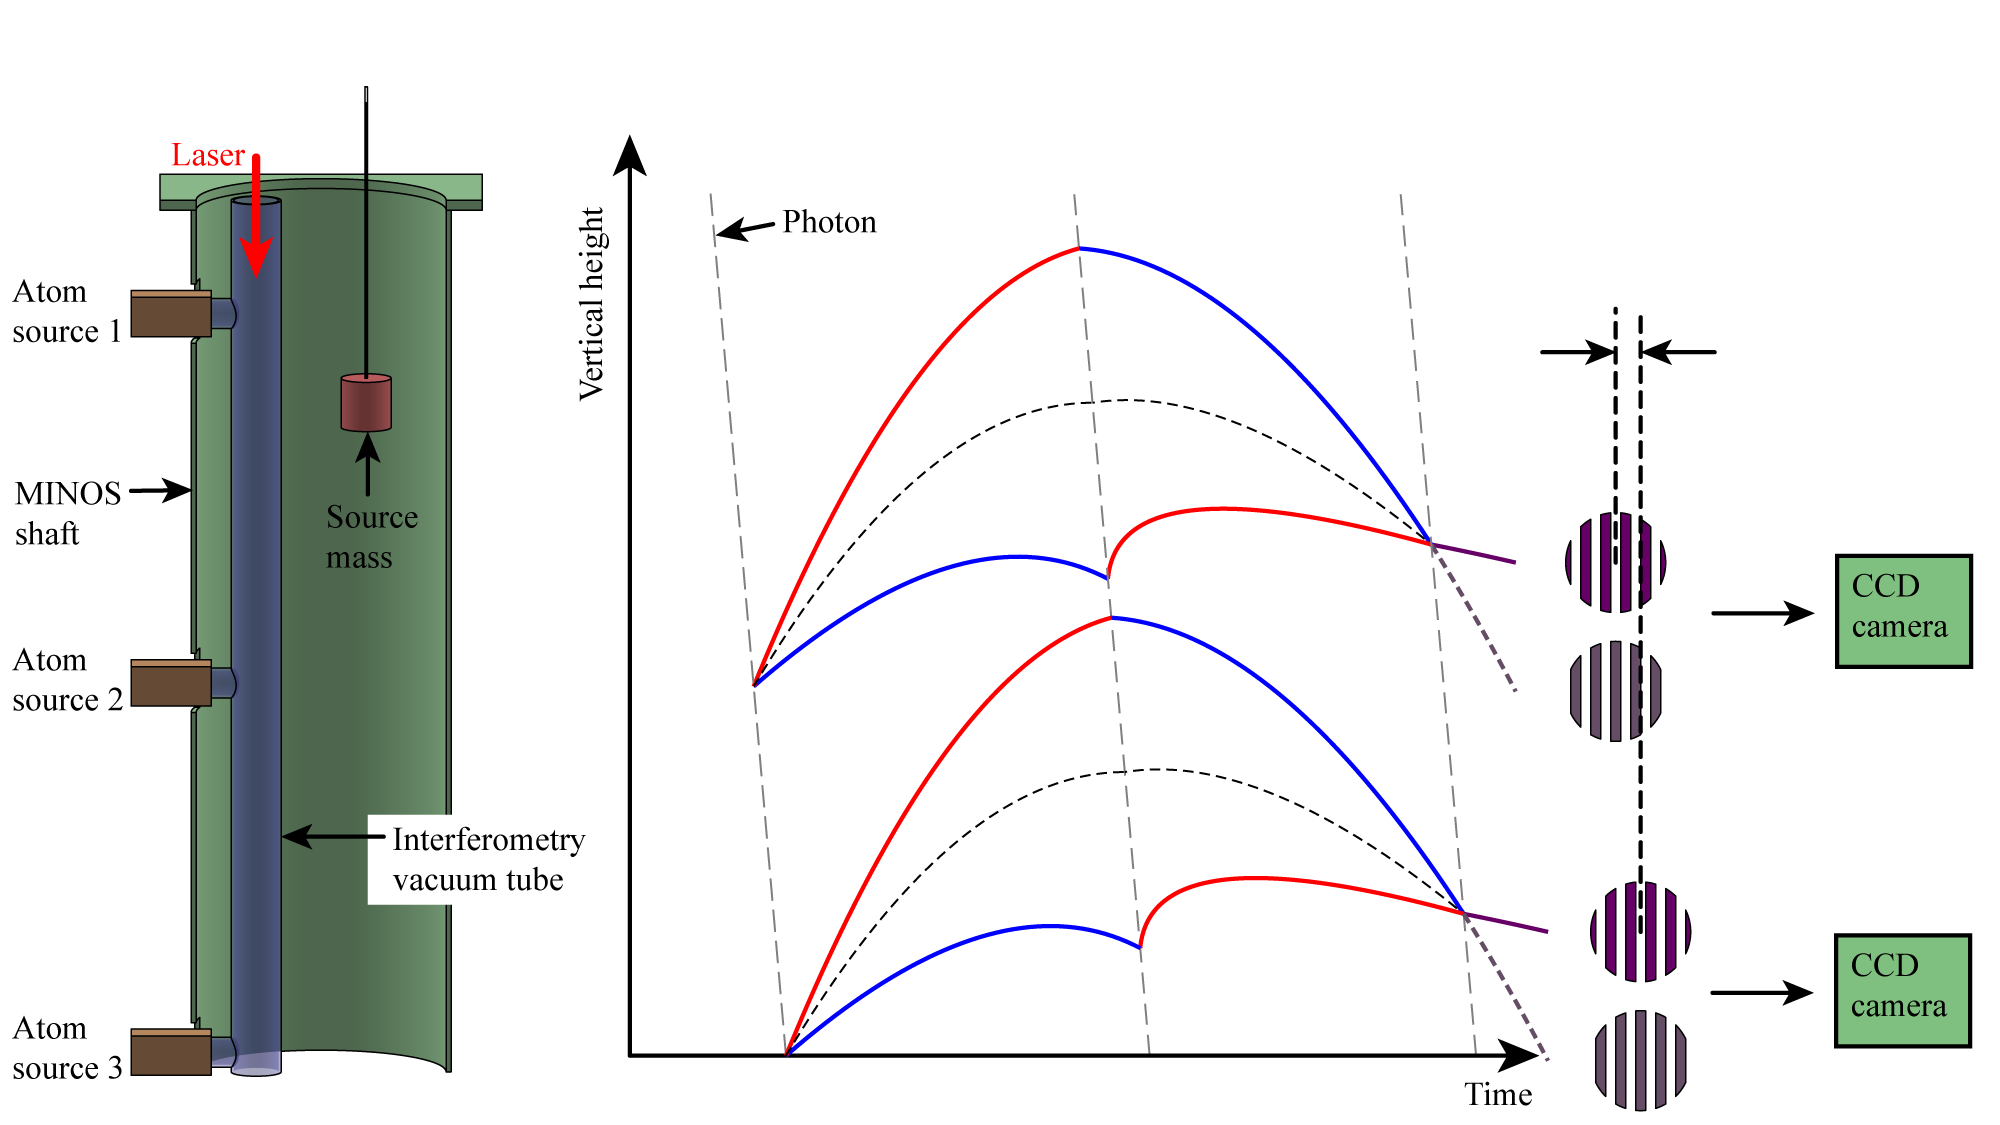 Laser
Atom
source 1
MINOS
shaft
Source
mass
Atom
source 2
Interferometry
vacuum tube
Atom
source 3
Vertical height
Photon
Time
CCD
camera
CCD
camera